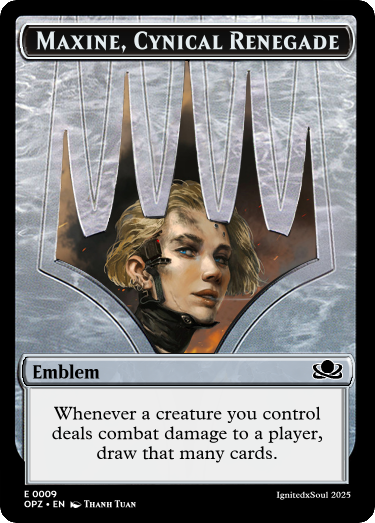 Maxine, Cynical Renegade
Emblem
Whenever a creature you control
deals combat damage to a player,
draw that many cards.
E 0009
OPZ • EN Thanh Tuan
IgnitedxSoul 2025